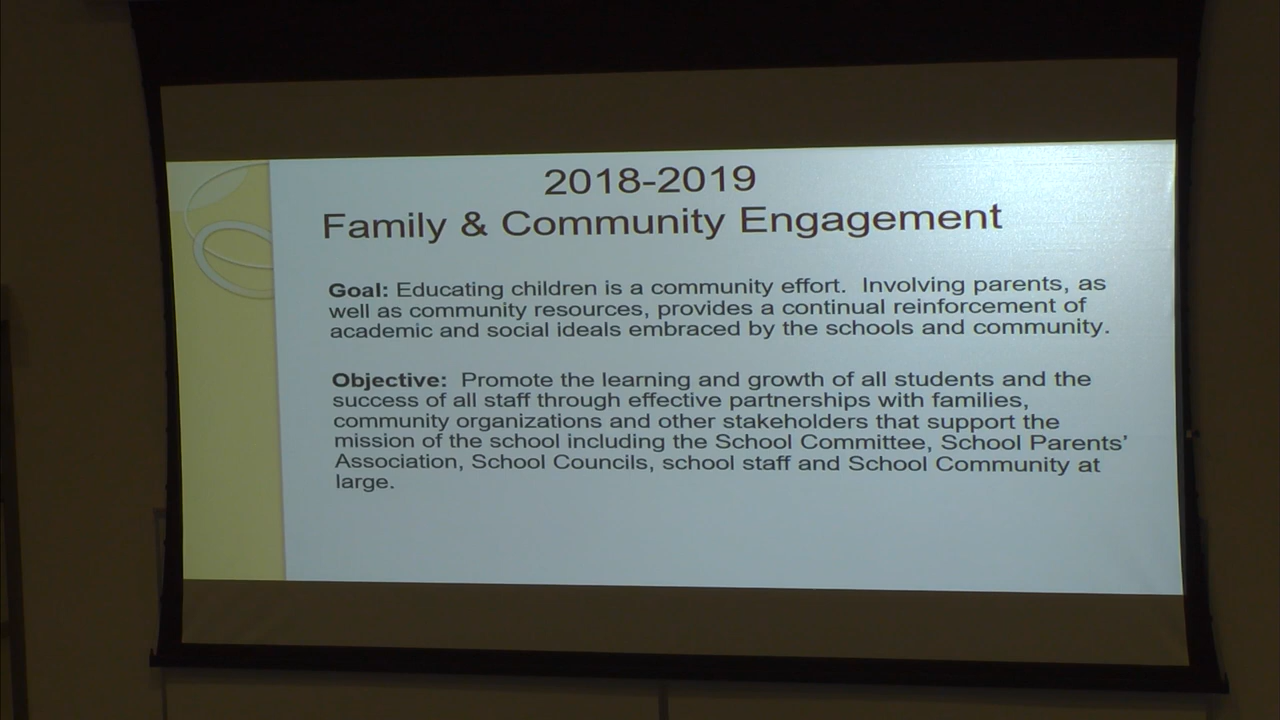 2018-2019
Family & Community Engagement
Goal: Educating children is a community effort. Involving parents, as
well as community resources, provides a continual reinforcement of
academic and social ideals embraced by the schools and community.
Objective: Promote the learning and growth of all students and the
success of all staff through effective partnerships with families,
community organizations and other stakeholders that support the
mission of the school including the School Committee, School Parents'
Association, School Councils, school staff and School Community at
large.